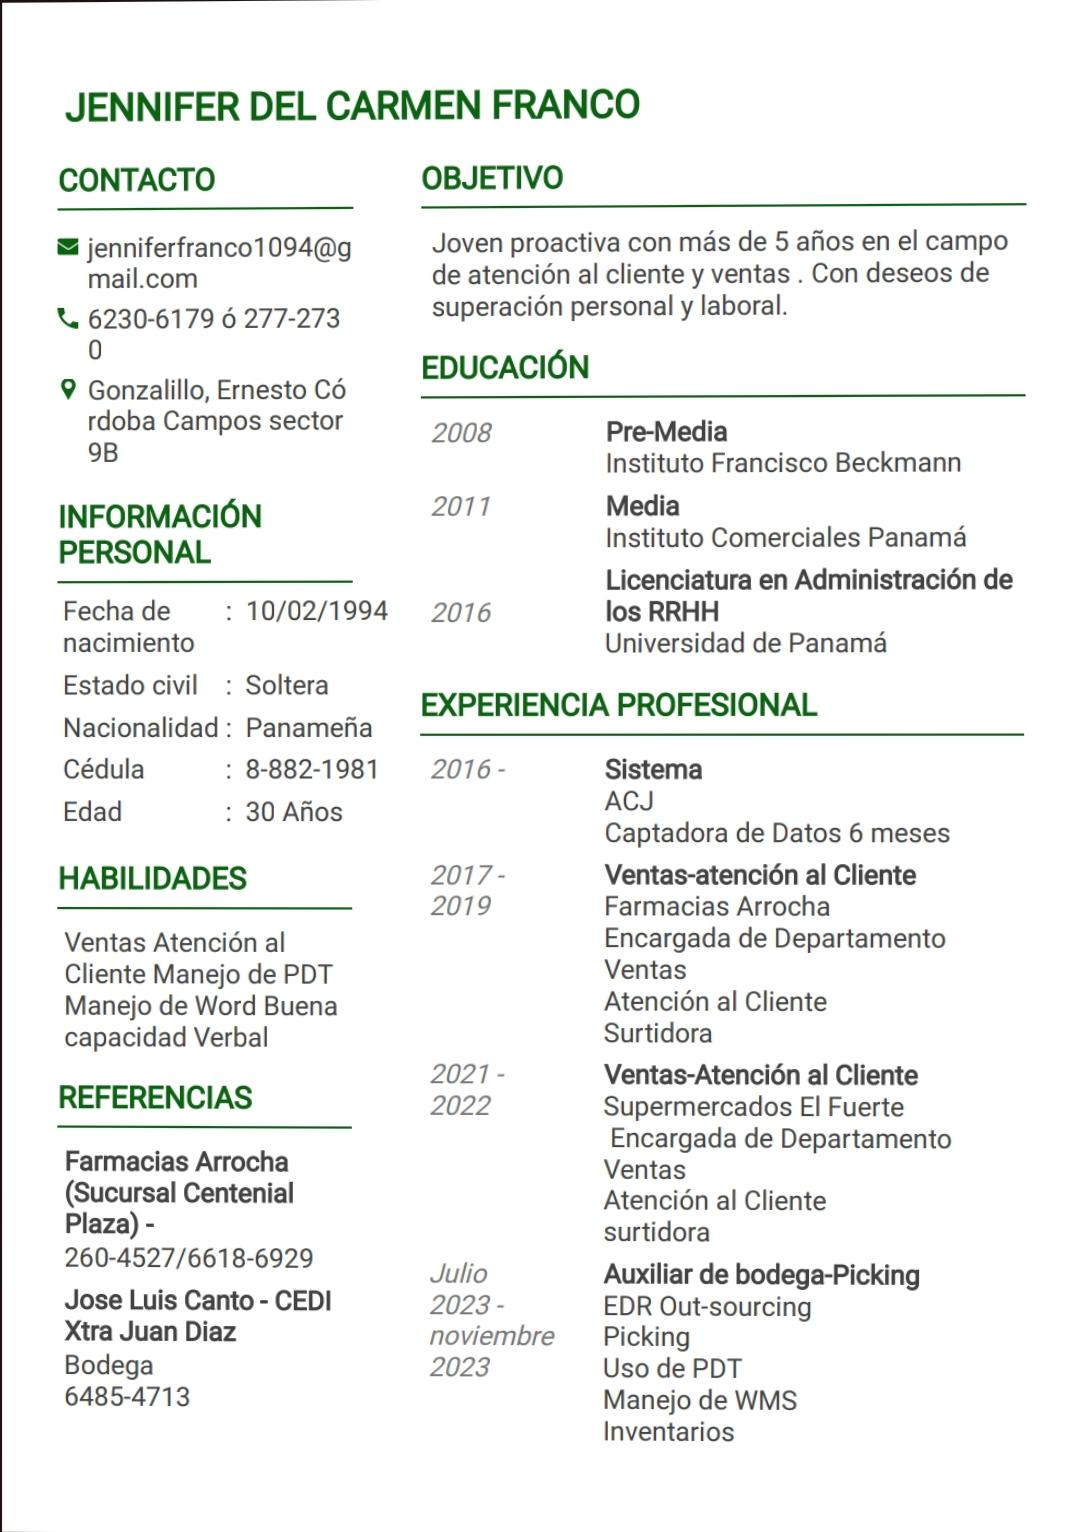 JENNIFER DEL CARMEN FRANCO
CONTACTO
jenniferfranco1094@g
mail.com
6230-6179 ó 277-273
0
Gonzalillo, Ernesto Có
rdoba Campos sector
9B
INFORMACIÓN
PERSONAL
Fecha de : 10/02/1994
nacimiento
Estado civil : Soltera
Nacionalidad : Panameña
Cédula : 8-882-1981
Edad : 30 Años
HABILIDADES
Ventas Atención al
Cliente Manejo de PDT
Manejo de Word Buena
capacidad Verbal
REFERENCIAS
Farmacias Arrocha
(Sucursal Centenial
Plaza) -
260-4527/6618-6929
Jose Luis Canto - CEDI
Xtra Juan Diaz
Bodega
6485-4713
OBJETIVO
Joven proactiva con más de 5 años en el campo
de atención al cliente y ventas . Con deseos de
superación personal y laboral.
EDUCACIÓN
2008 Pre-Media
Instituto Francisco Beckmann
2011 Media
Instituto Comerciales Panamá
Licenciatura en Administración de
2016 los RRHH
Universidad de Panamá
EXPERIENCIA PROFESIONAL
2016 - Sistema
ACJ
Captadora de Datos 6 meses
2017 - Ventas-atención al Cliente
2019 Farmacias Arrocha
Encargada de Departamento
Ventas
Atención al Cliente
Surtidora
2021 - Ventas-Atención al Cliente
2022 Supermercados El Fuerte
Encargada de Departamento
Ventas
Atención al Cliente
surtidora
Julio Auxiliar de bodega-Picking
2023 - EDR Out-sourcing
noviembre Picking
2023 Uso de PDT
Manejo de WMS
Inventarios